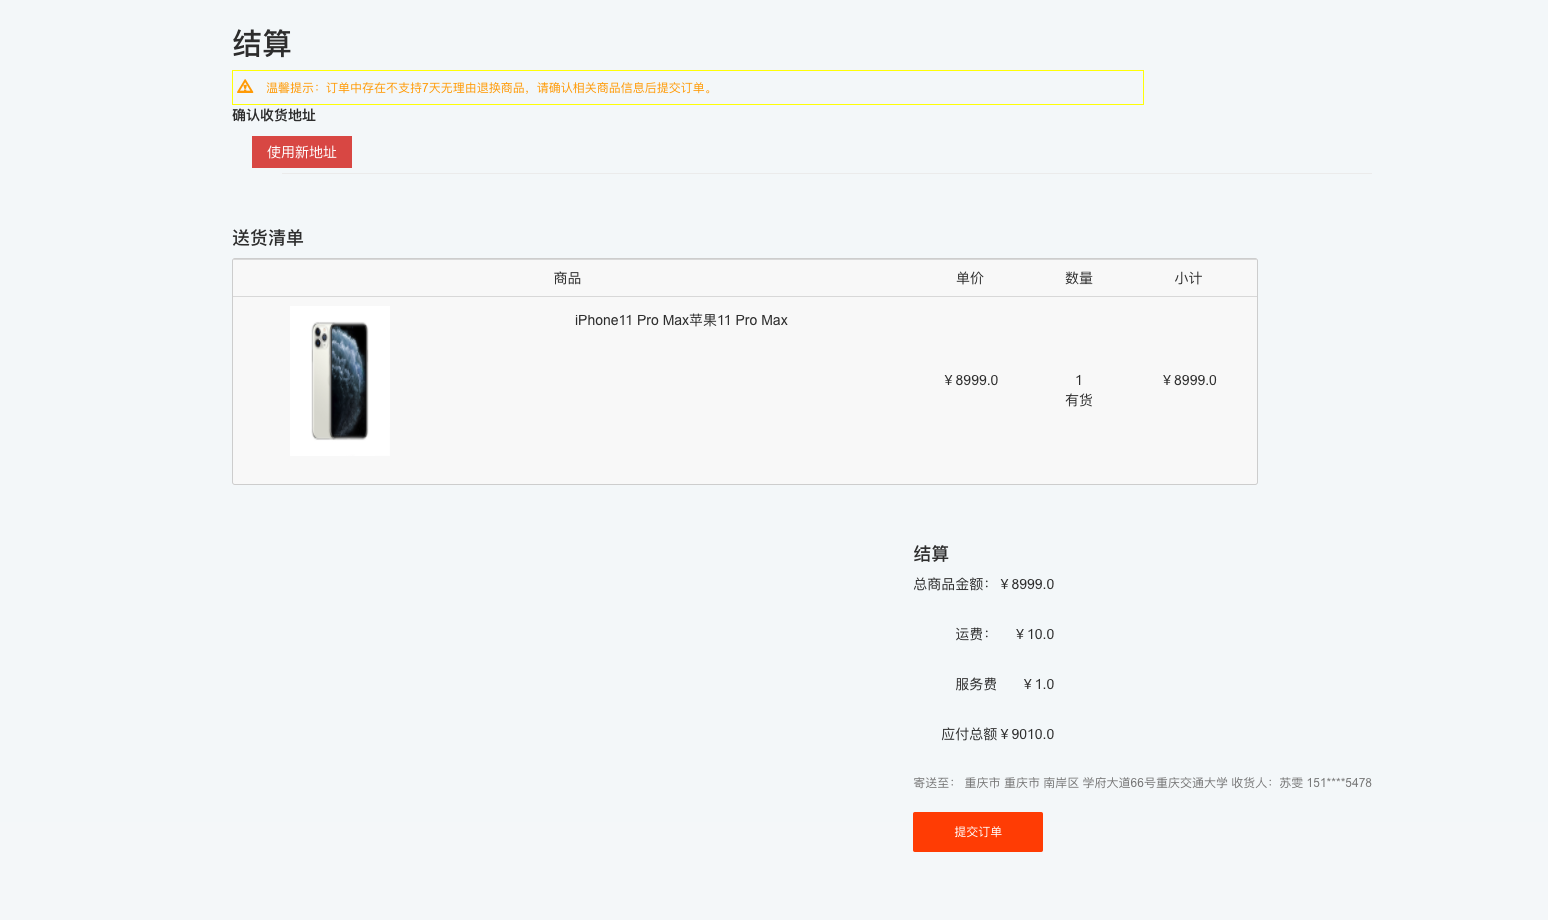 结算
温馨提示：订单中存在不支持7天无理由退换商品，请确认相关商品信息后提交订单。
确认收货地址
使用新地址
送货清单
商品 单价 数量 小计
iPhone11 Pro Max苹果11 Pro Max
¥ 8999.0 1 ¥ 8999.0
有货
结算
总商品金额： ¥ 8999.0
运费： ¥ 10.0
服务费 ¥ 1.0
应付总额 ¥ 9010.0
寄送至： 重庆市 重庆市 南岸区 学府大道66号重庆交通大学 收货人：苏雯 151****5478
提交订单